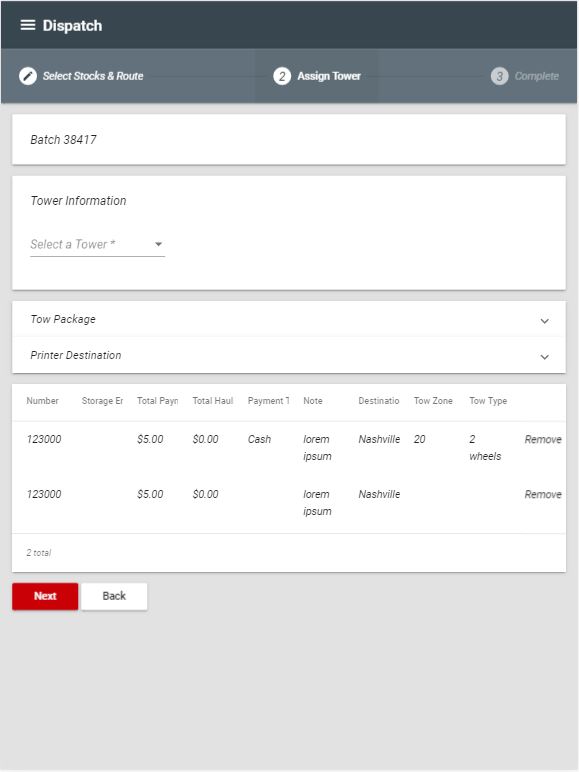 Dispatch
Select Stocks & Route
2 Assign Tower
3 Complete
Batch 38417
Tower Information
Select a Tower *
Tow Package
Printer Destination
Number Storage Er Total Payn Total Haul Payment T Note Destinatio Tow Zone Tow Type
123000 $5.00 $0.00 Cash lorem Nashville 20 2 Remove
ipsum wheels
123000 $5.00 $0.00 lorem Nashville Remove
ipsum
2 total
Next Back